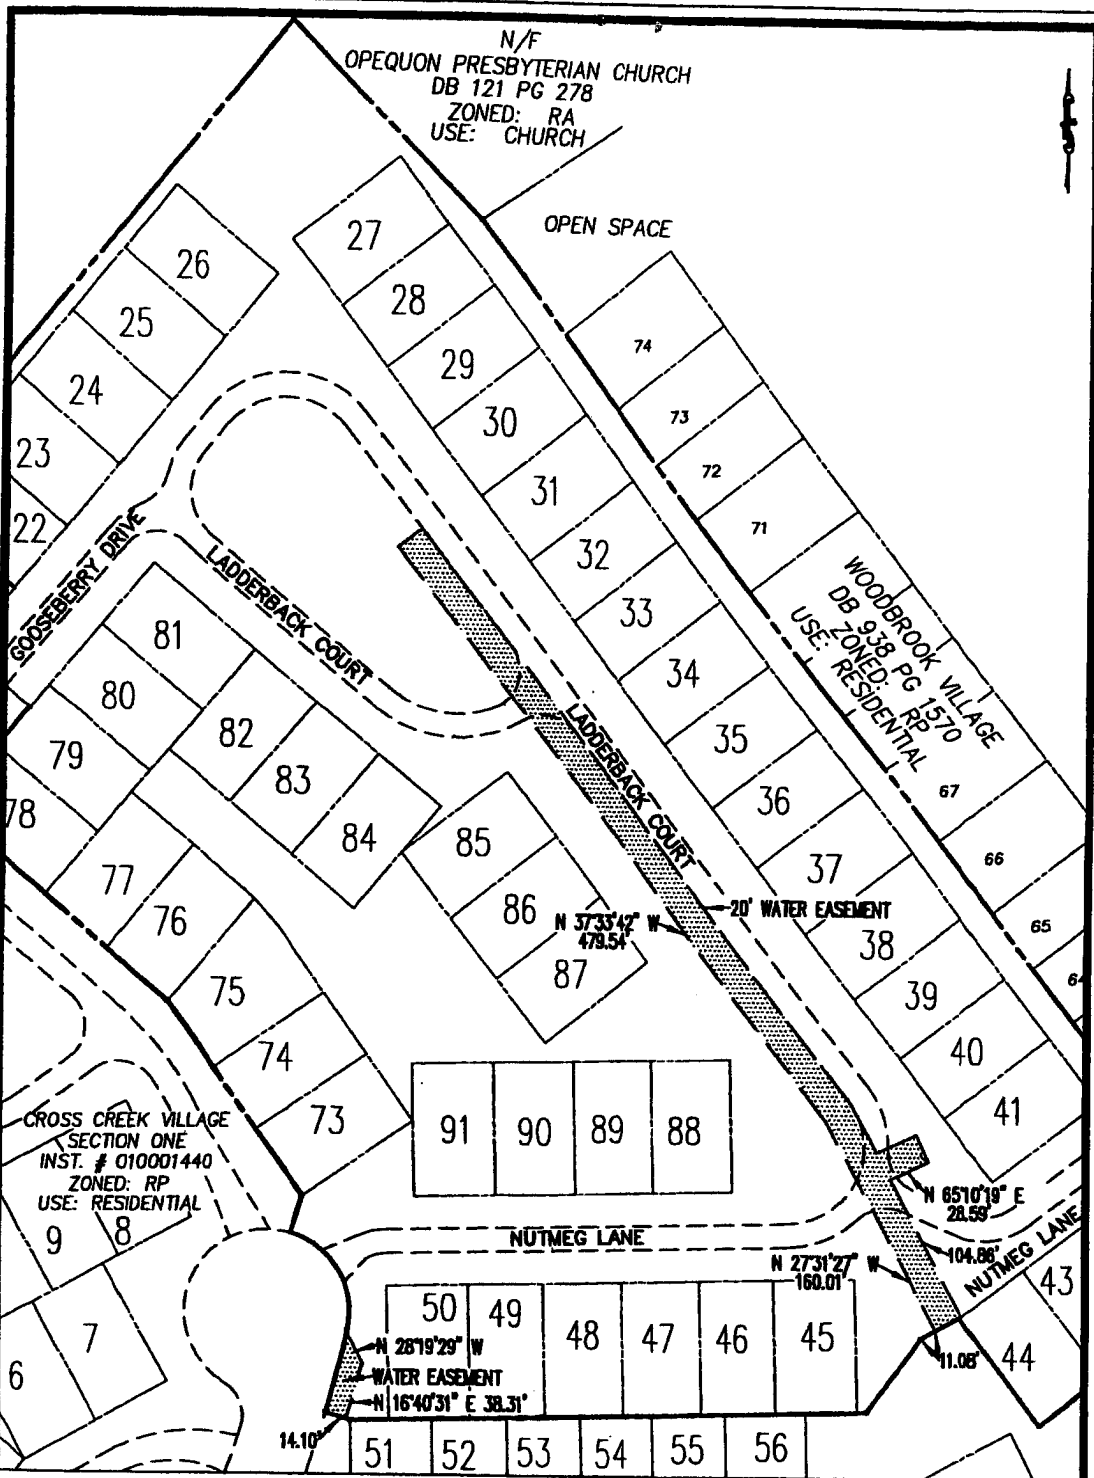 N/F
OPEQUON PRESBYTERIAN CHURCH
DB 121 PG 278
ZONED: RA
USE: CHURCH
OPEN SPACE
27
26
28
25
74
29
24
73
30
23
72
31
71
22
32
GOOSEBERRY DRIVE
LADDERBACK COURT
WOODBROOK VILLAGE
DB 938 PG 1570
ZONED: RP
USE: RESIDENTIAL
33
81
34
80
82
LADDERBACK COURT
35
79
83
36
67
78
84
85
37
66
77
76
86
20' WATER EASEMENT
N 37°33'42" W
479.54'
65
38
87
75
39
64
40
74
41
73
91
90
89
88
CROSS CREEK VILLAGE
SECTION ONE
INST. # 010001440
ZONED: RP
USE: RESIDENTIAL
9
8
N 65°10'19" E
28.59'
NUTMEG LANE
NUTMEG LANE
104.86'
N 27°31'27" W
160.01'
43
50
49
48
47
46
45
44
7
6
N 28°19'29" W
11.08'
WATER EASEMENT
N 16°40'31" E 38.31'
14.10'
51
52
53
54
55
56